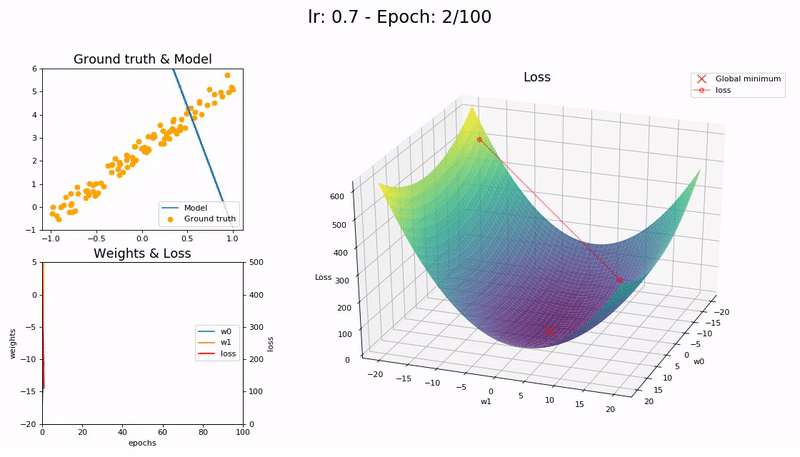 lr: 0.7 - Epoch: 2/100
Ground truth & Model
6
5
4
3
2
1
0
−1
−1.0 −0.5 0.0 0.5 1.0
Model
Ground truth
Weights & Loss
5
0
−5
−10
−15
−20
weights
500
400
300
200
100
0
loss
w0
w1
loss
0 20 40 60 80 100
epochs
Loss
Global minimum
loss
600
500
400
300
200
100
0
Loss
−20 −15 −10 −5 0 5 10 15 20
w1
−20
−15
−10
−5
0
5
10
15
20
w0